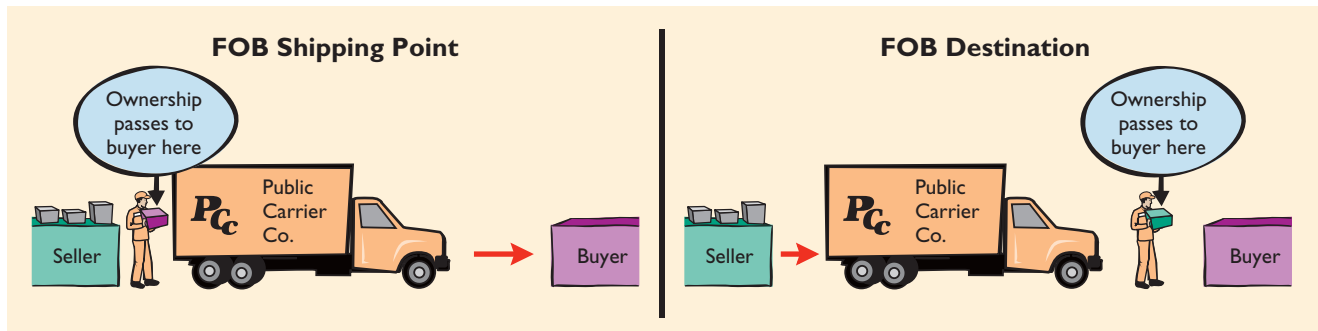 FOB Shipping Point
Ownership
passes to
buyer here
PCc
Public
Carrier
Co.
Seller
Buyer
FOB Destination
Ownership
passes to
buyer here
PCc
Public
Carrier
Co.
Seller
Buyer